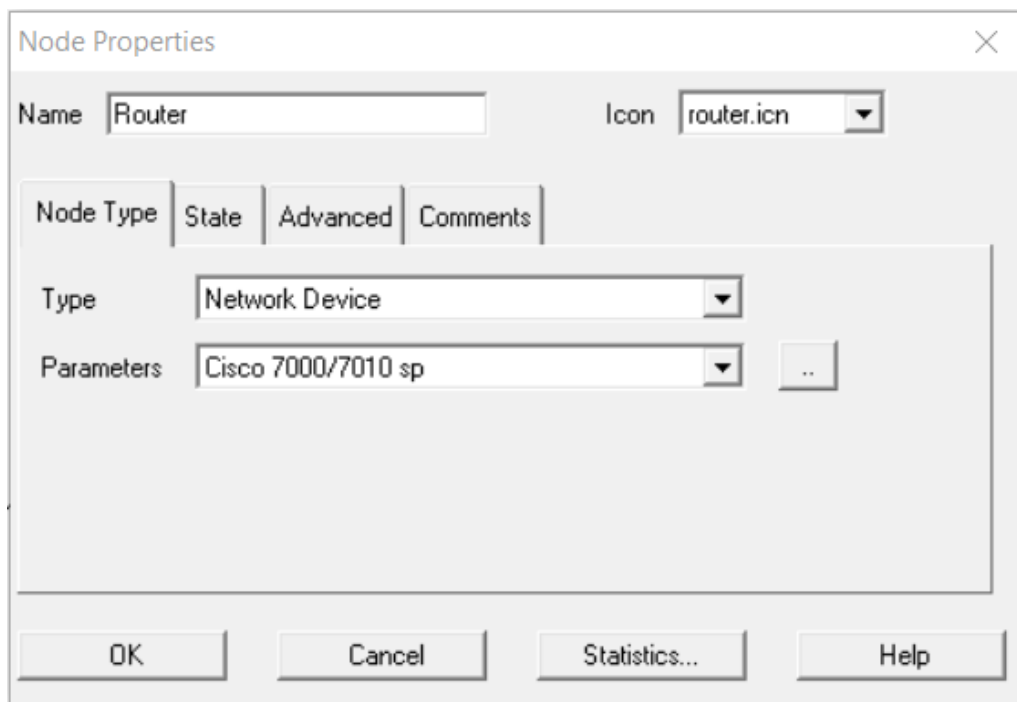 Node Properties
Name Router Icon router.icn
Node Type State Advanced Comments
Type Network Device
Parameters Cisco 7000/7010 sp ..
OK Cancel Statistics... Help